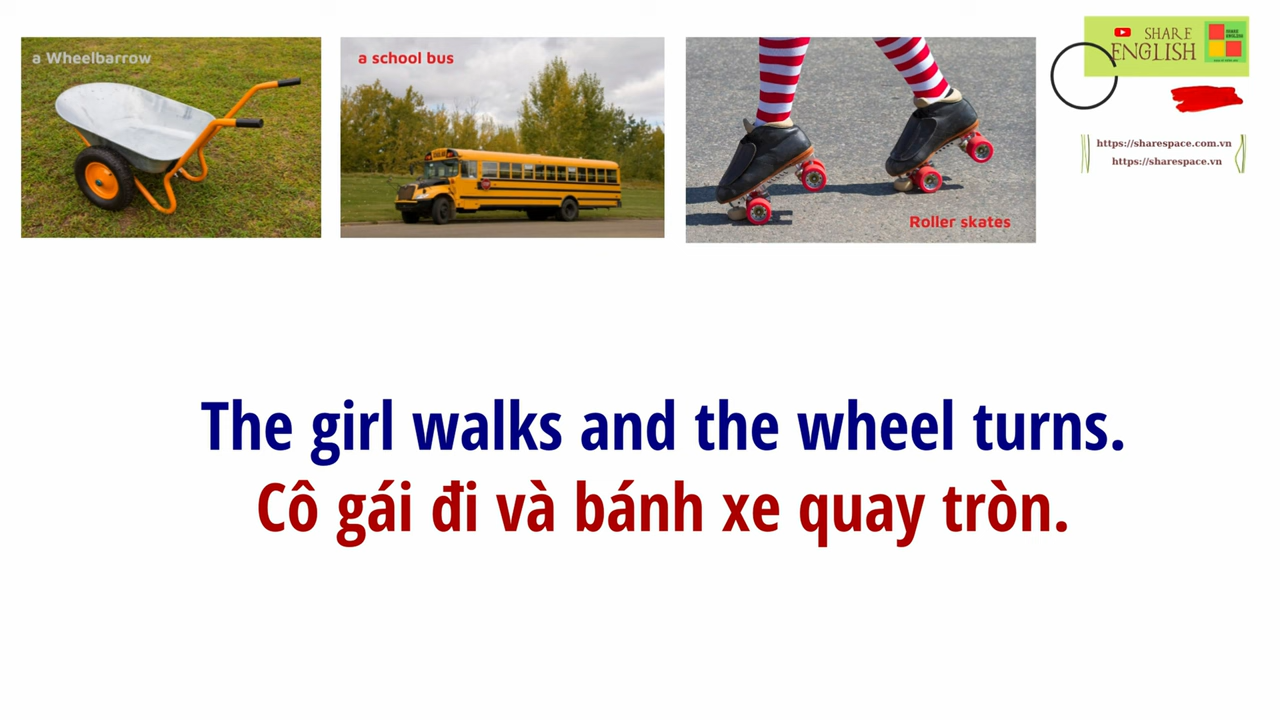 a Wheelbarrow
a school bus
Roller skates
SHARE
ENGLISH
https://sharespace.com.vn
https://sharespace.vn
The girl walks and the wheel turns.
Cô gái đi và bánh xe quay tròn.